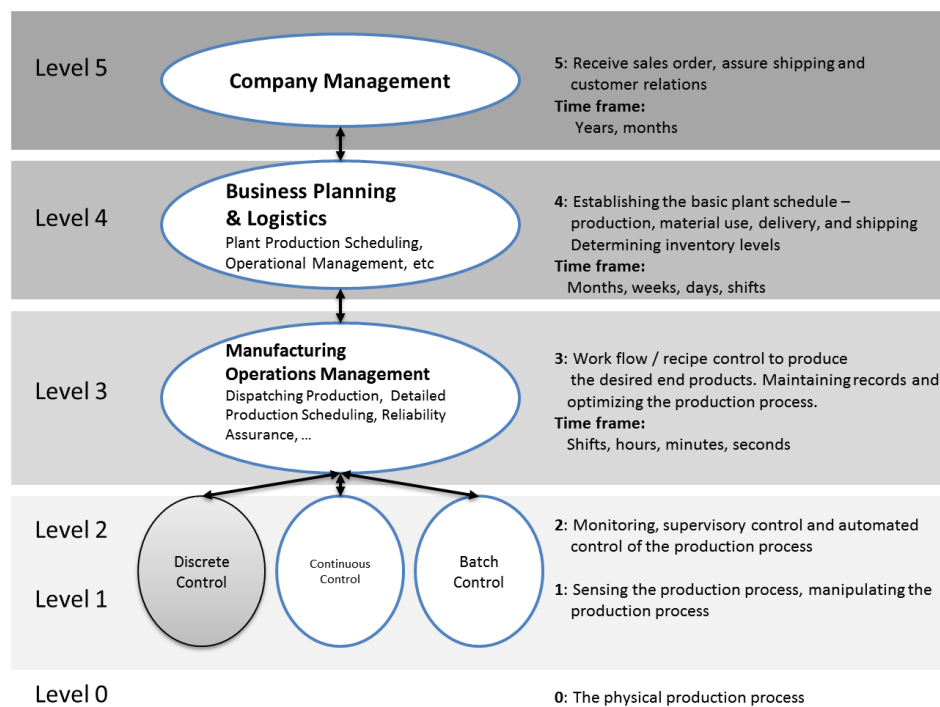 Level 5
Company Management
5: Receive sales order, assure shipping and
customer relations
Time frame:
Years, months
Level 4
Business Planning
& Logistics
Plant Production Scheduling,
Operational Management, etc
4: Establishing the basic plant schedule –
production, material use, delivery, and shipping
Determining inventory levels
Time frame:
Months, weeks, days, shifts
Level 3
Manufacturing
Operations Management
Dispatching Production, Detailed
Production Scheduling, Reliability
Assurance, ...
3: Work flow / recipe control to produce
the desired end products. Maintaining records and
optimizing the production process.
Time frame:
Shifts, hours, minutes, seconds
Level 2
Level 1
Discrete
Control
Continuous
Control
Batch
Control
2: Monitoring, supervisory control and automated
control of the production process
1: Sensing the production process, manipulating the
production process
Level 0
0: The physical production process